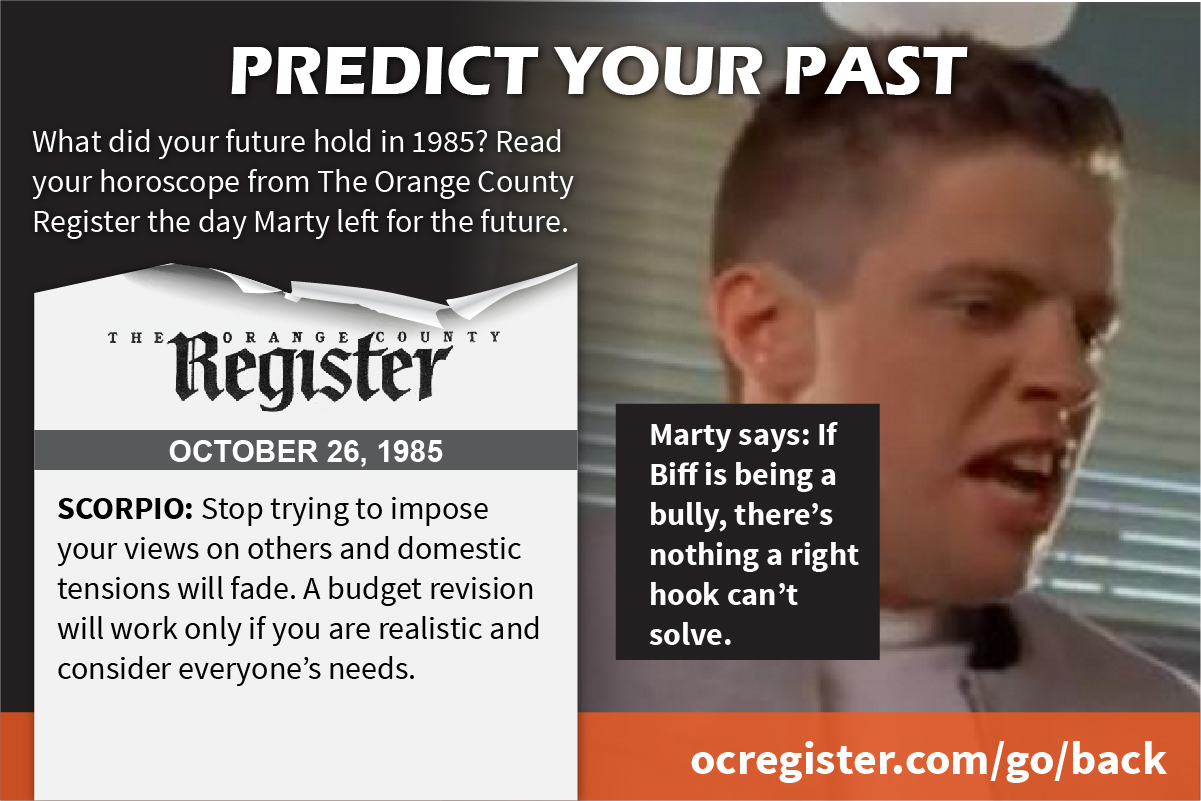 PREDICT YOUR PAST
What did your future hold in 1985? Read
your horoscope from The Orange County
Register the day Marty left for the future.
THE ORANGE COUNTY
Register
OCTOBER 26, 1985
SCORPIO: Stop trying to impose
your views on others and domestic
tensions will fade. A budget revision
will work only if you are realistic and
consider everyone’s needs.
Marty says: If
Biff is being a
bully, there’s
nothing a right
hook can’t
solve.
ocregister.com/go/back